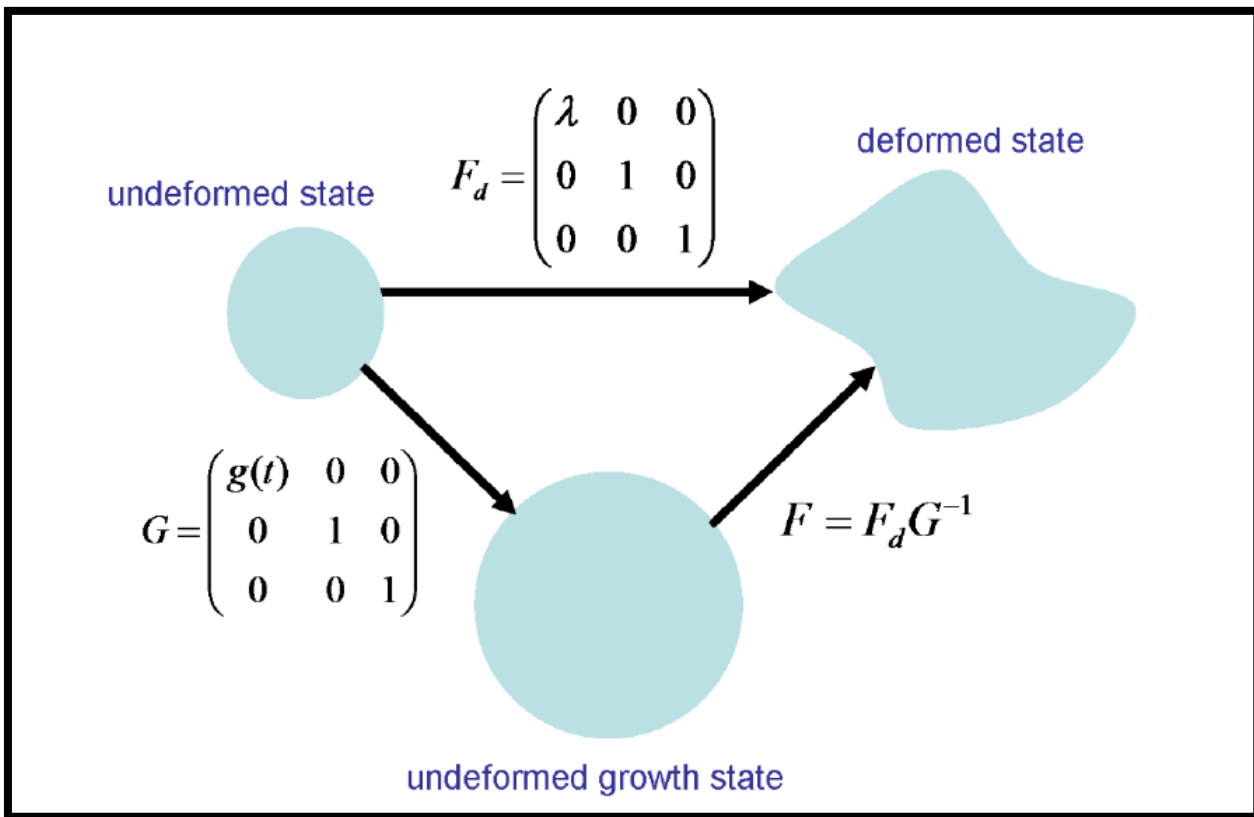 undeformed state
F_d = ( λ 0 0
0 1 0
0 0 1 )
deformed state
G = ( g(t) 0 0
0 1 0
0 0 1 )
F = F_d G^{-1}
undeformed growth state